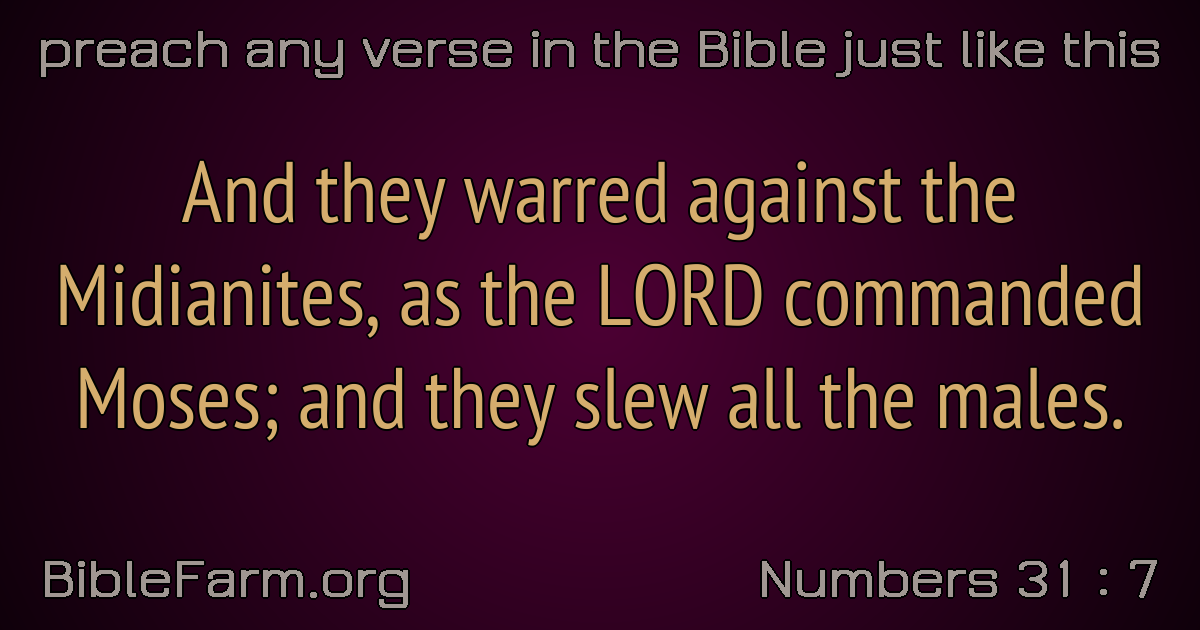 preach any verse in the Bible just like this
And they warred against the
Midianites, as the LORD commanded
Moses; and they slew all the males.
BibleFarm.org
Numbers 31 : 7